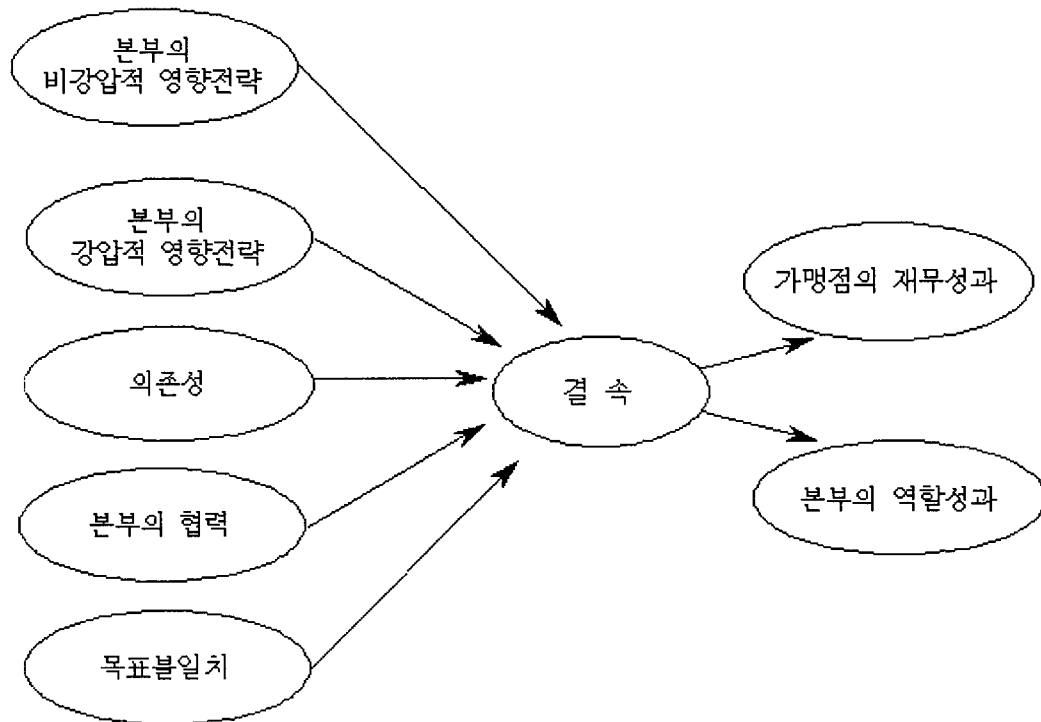 본부의
비강압적 영향전략
본부의
강압적 영향전략
의존성
본부의 협력
목표불일치
결 속
가맹점의 재무성과
본부의 역할성과